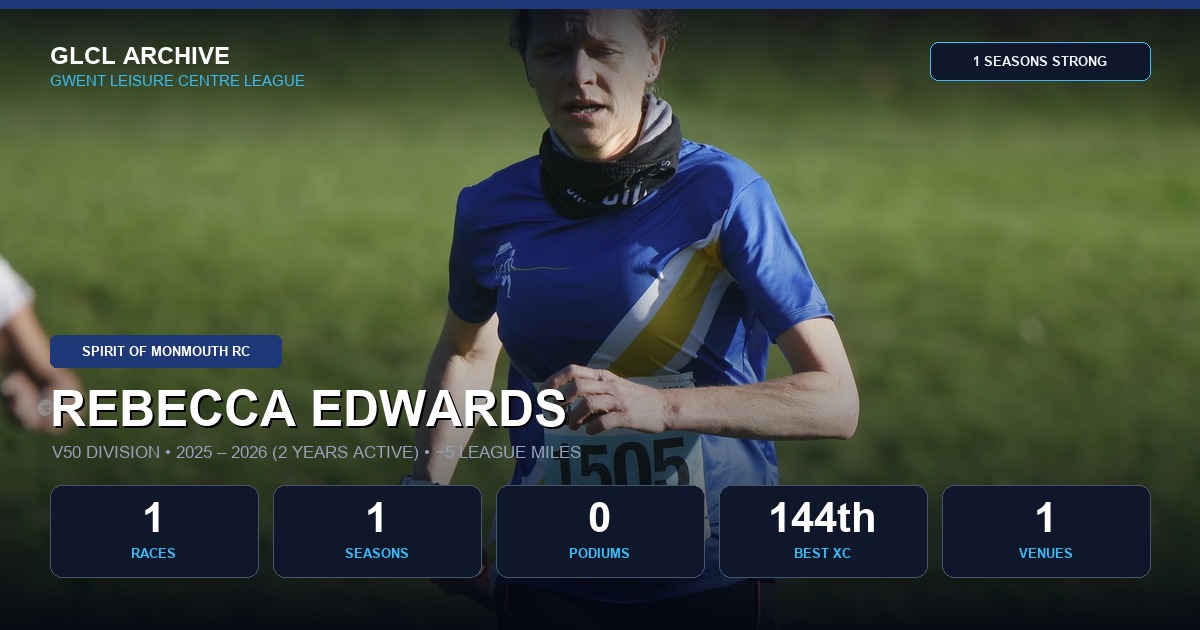 GLCL ARCHIVE
GWENT LEISURE CENTRE LEAGUE
1 SEASONS STRONG
SPIRIT OF MONMOUTH RC
REBECCA EDWARDS
V50 DIVISION • 2025 – 2026 (2 YEARS ACTIVE) • ~5 LEAGUE MILES
1505
1
RACES
1
SEASONS
0
PODIUMS
144th
BEST XC
1
VENUES